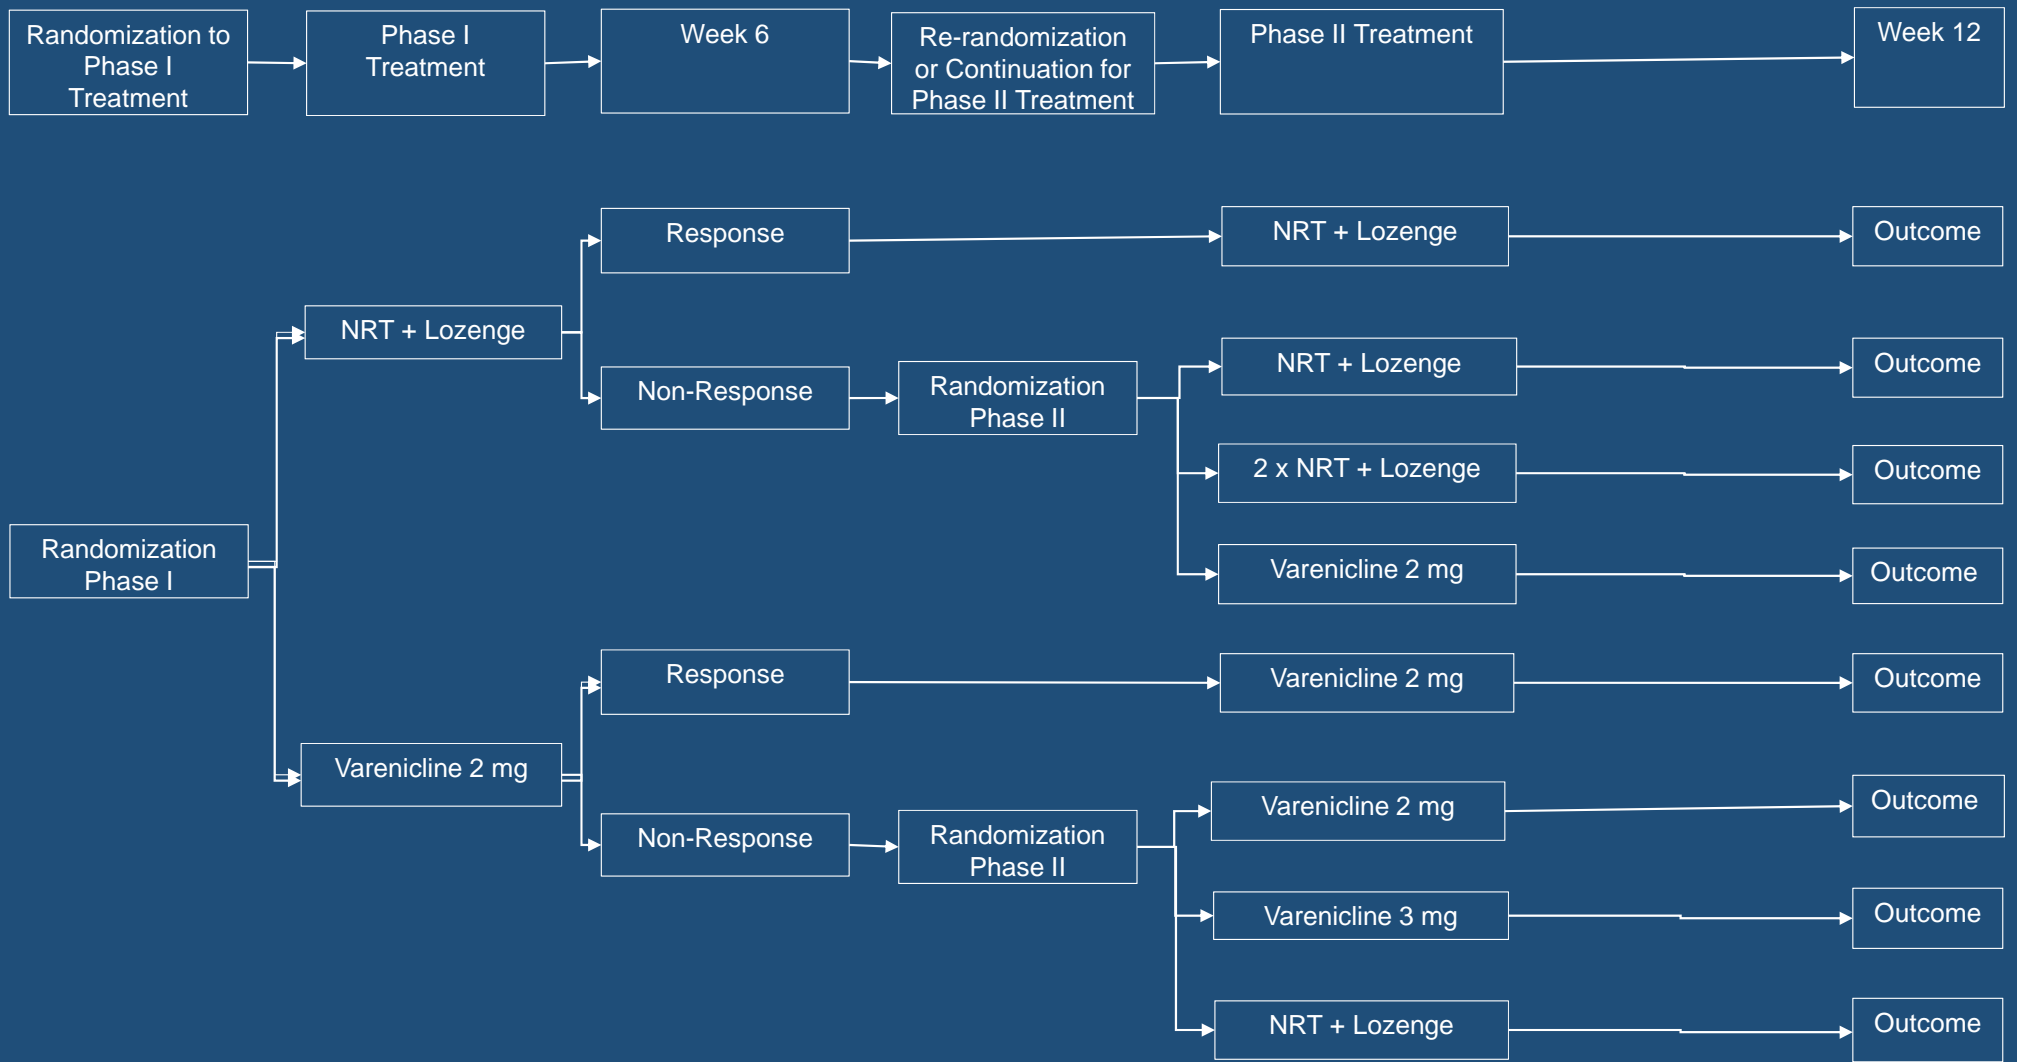 Randomization to
Phase I
Treatment
Phase I
Treatment
Week 6
Re-randomization
or Continuation for
Phase II Treatment
Phase II Treatment
Week 12
Response
NRT + Lozenge
Outcome
NRT + Lozenge
Non-Response
Randomization
Phase II
NRT + Lozenge
Outcome
2 x NRT + Lozenge
Outcome
Randomization
Phase I
Varenicline 2 mg
Outcome
Response
Varenicline 2 mg
Outcome
Varenicline 2 mg
Non-Response
Randomization
Phase II
Varenicline 2 mg
Outcome
Varenicline 3 mg
Outcome
NRT + Lozenge
Outcome